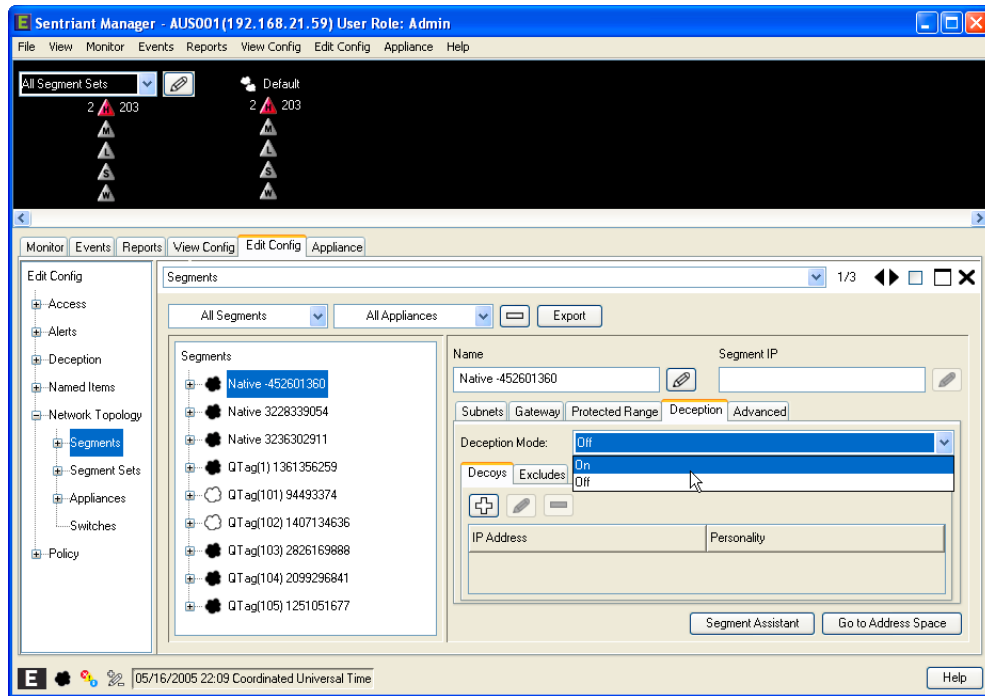 E Sentriant Manager - AUS001(192.168.21.59) User Role: Admin
File View Monitor Events Reports View Config Edit Config Appliance Help
All Segment Sets Default
2 H 203 2 H 203
M M
L L
S S
W W
Monitor Events Reports View Config Edit Config Appliance
Edit Config
Access
Alerts
Deception
Named Items
Network Topology
Segments
Segment Sets
Appliances
Switches
Policy
Segments 1/3
All Segments All Appliances Export
Segments
Native -452601360
Native 3228339054
Native 3236302911
QTag(1) 1361356259
QTag(101) 94493374
QTag(102) 1407134636
QTag(103) 2826169888
QTag(104) 2099296841
QTag(105) 1251051677
Name Segment IP
Native -452601360
Subnets Gateway Protected Range Deception Advanced
Deception Mode: Off
On
Off
Decoys Excludes
IP Address Personality
Segment Assistant Go to Address Space
E 05/16/2005 22:09 Coordinated Universal Time Help